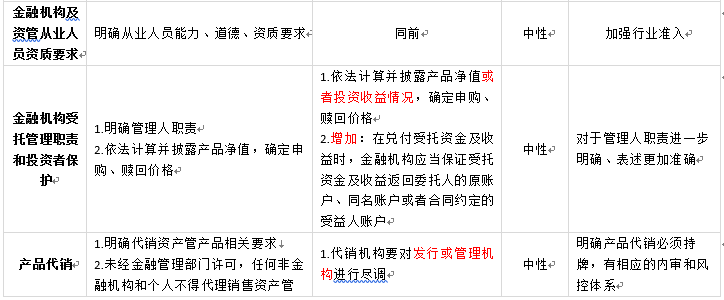 金融机构及
资管从业人
员资质要求
明确从业人员能力、道德、资质要求
同前
中性
加强行业准入
金融机构受
托管理职责
和投资者保
护
1.明确管理人职责
2.依法计算并披露产品净值，确定申
购、赎回价格
1.依法计算并披露产品净值或
者投资收益情况，确定申购、
赎回价格
2.增加：在兑付受托资金及收
益时，金融机构应当保证受托
资金及收益返回委托人的原账
户、同名账户或者合同约定的
受益人账户
中性
对于管理人职责进一步
明确、表述更加准确
产品代销
1.明确代销资产管产品相关要求↓
2.未经金融管理部门许可，任何非金
融机构和个人不得代理销售资产管
1.代销机构要对发行或管理机
构进行尽调
中性
明确产品代销必须持
牌，有相应的内审和风
控体系